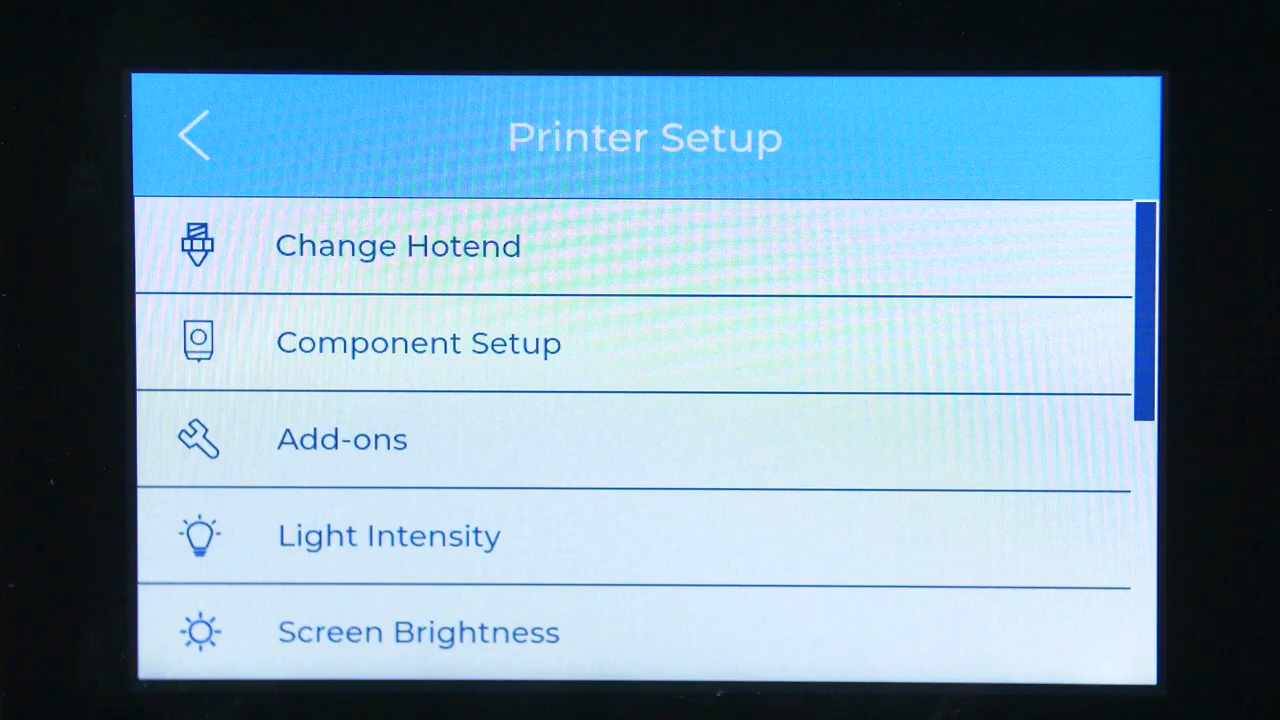 Printer Setup
Change Hotend
Component Setup
Add-ons
Light Intensity
Screen Brightness